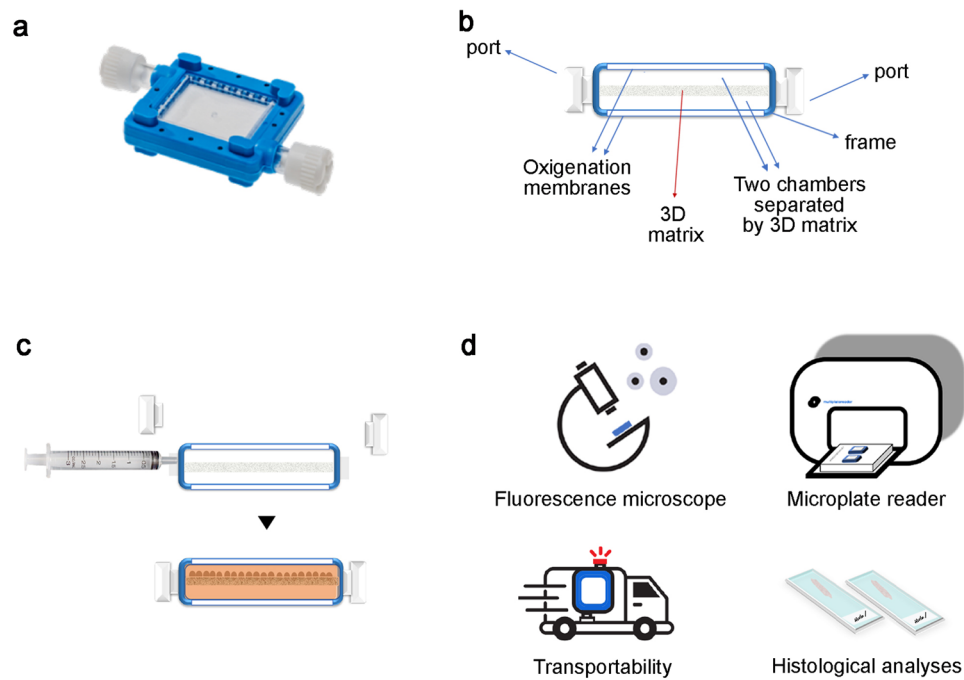 a
b
port
port
frame
Oxigenation
membranes
3D
matrix
Two chambers
separated
by 3D matrix
c
d
Fluorescence microscope
Microplate reader
Transportability
Histological analyses